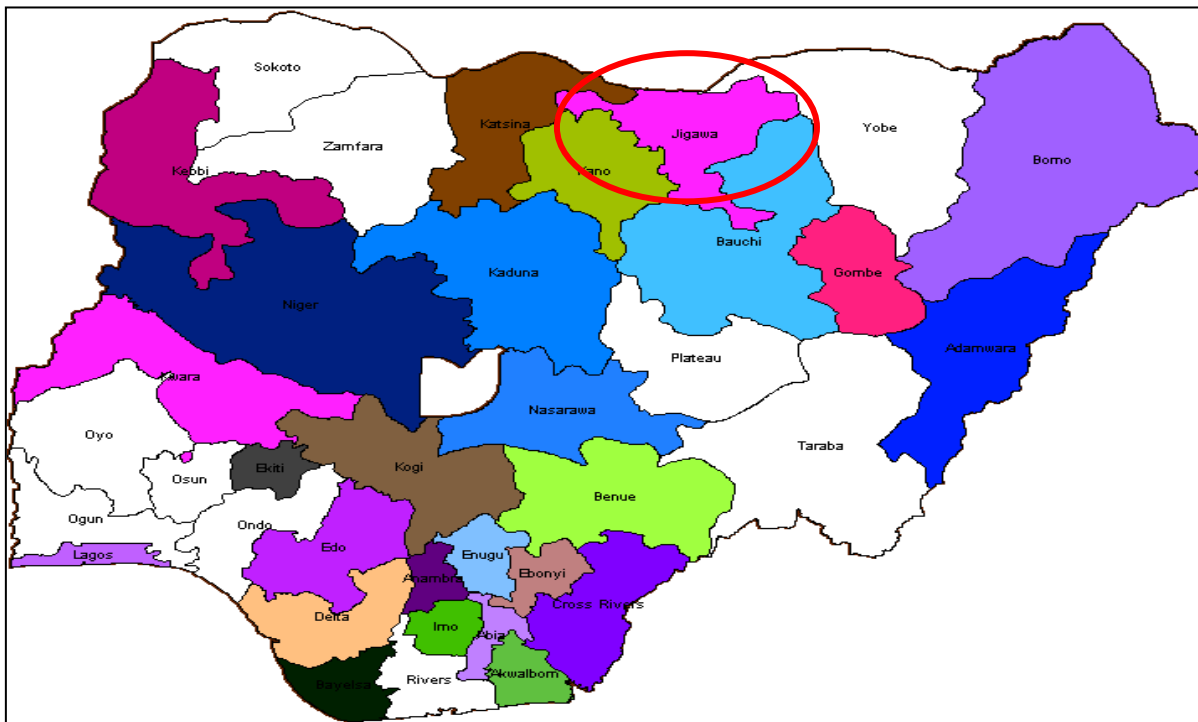 Sokoto
Katsina
Jigawa
Yobe
Borno
Zamfara
Kebbi
Kano
Bauchi
Kaduna
Gombe
Niger
Adamwara
Plateau
Kwara
Nasarawa
Oyo
Taraba
Osun
Ekiti
Kogi
Benue
Ogun
Ondo
Edo
Lagos
Enugu
Anambra
Ebonyi
Cross Rivers
Delta
Imo
Abia
Rivers
Akwaibom
Bayelsa